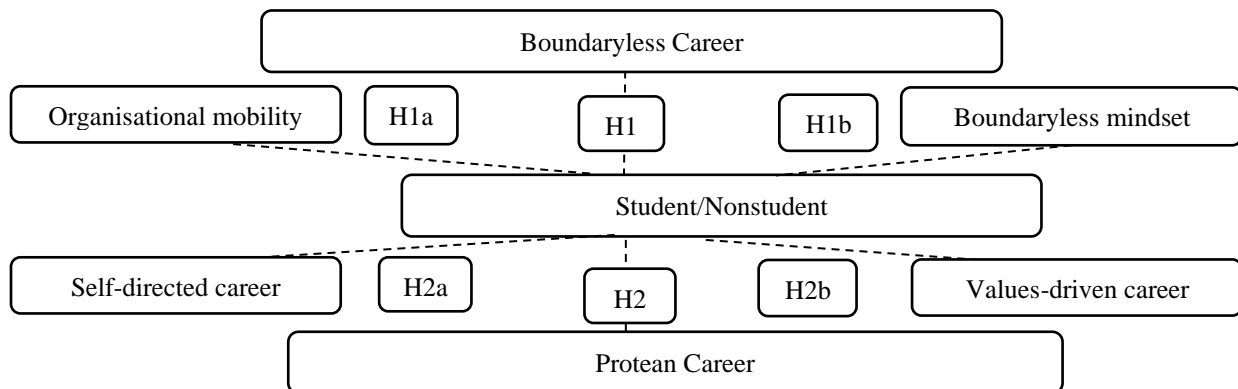 Boundaryless Career
Organisational mobility
H1a
H1
H1b
Boundaryless mindset
Student/Nonstudent
Self-directed career
H2a
H2
H2b
Values-driven career
Protean Career